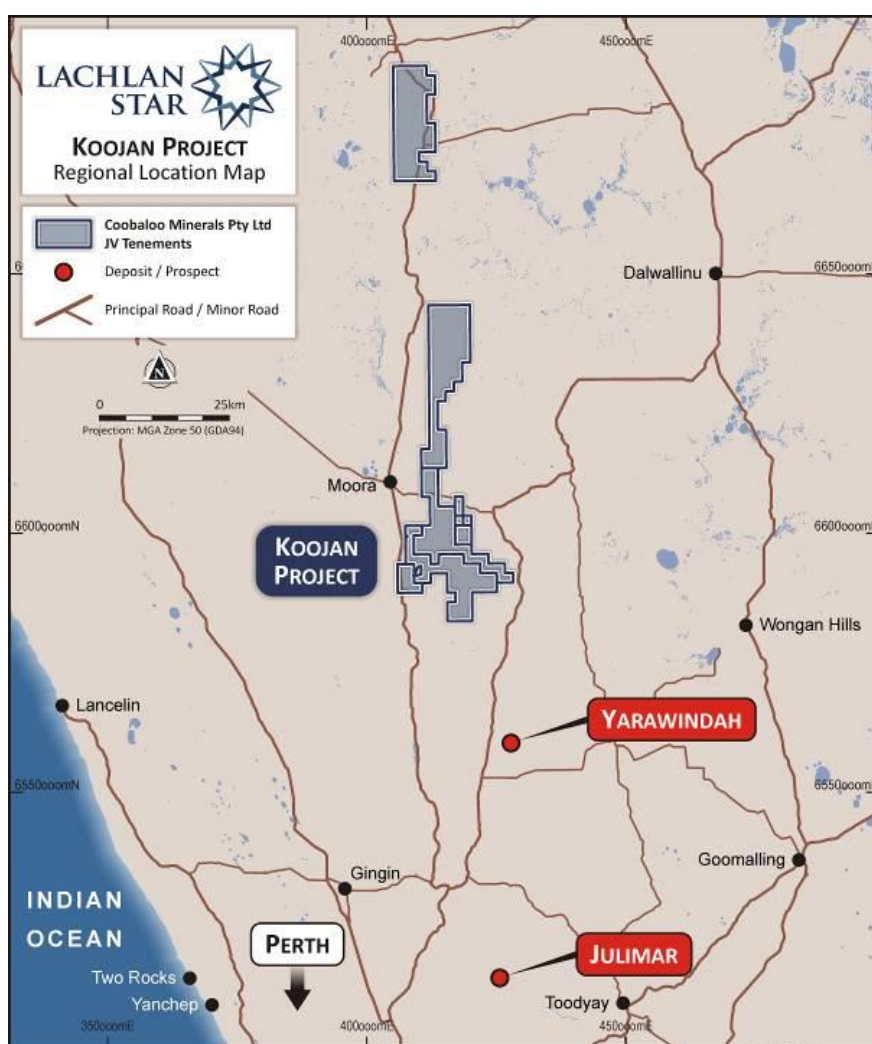 400000mE
450000mE
LACHLAN
STAR
KOOJAN PROJECT
Regional Location Map
Coobaloo Minerals Pty Ltd
JV Tenements
Deposit / Prospect
Principal Road / Minor Road
0 25km
Projection: MGA Zone 50 (GDA94)
6650000mN
Dalwallinu
Moora
6600000mN
6600000mN
KOOJAN
PROJECT
Wongan Hills
Lancelin
YARAWINDAH
6550000mN
6550000mN
Goomalling
Gingin
INDIAN
OCEAN
PERTH
JULIMAR
Two Rocks
Yanchep
Toodyay
350000mE
400000mE
450000mE